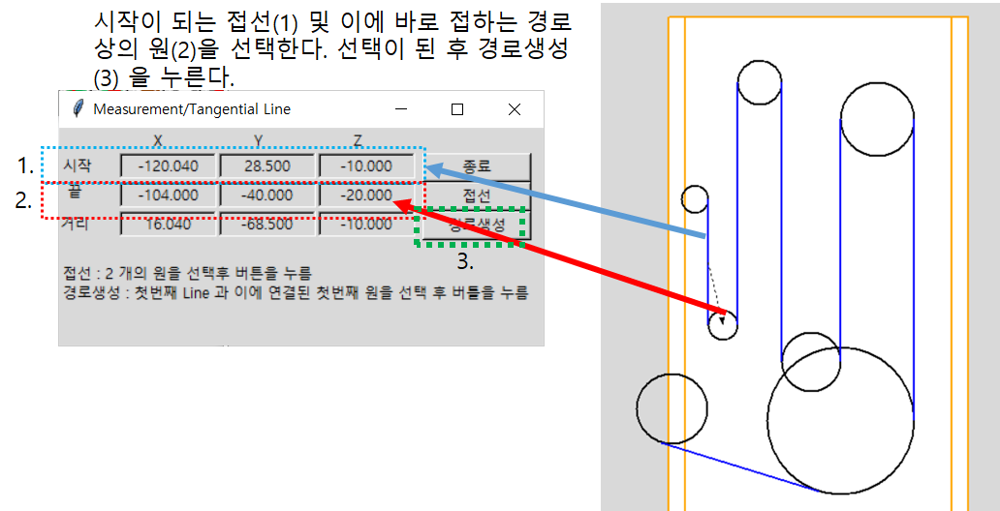 시작이 되는 접선(1) 및 이에 바로 접하는 경로
상의 원(2)을 선택한다. 선택이 된 후 경로생성
(3) 을 누른다.
Measurement/Tangential Line
X Y Z
1. 시작 -120.040 28.500 -10.000 종료
2. 끝 -104.000 -40.000 -20.000 접선
거리 16.040 -68.500 -10.000 경로생성
3.
접선 : 2 개의 원을 선택후 버튼을 누름
경로생성 : 첫번째 Line 과 이에 연결된 첫번째 원을 선택 후 버틀을 누름